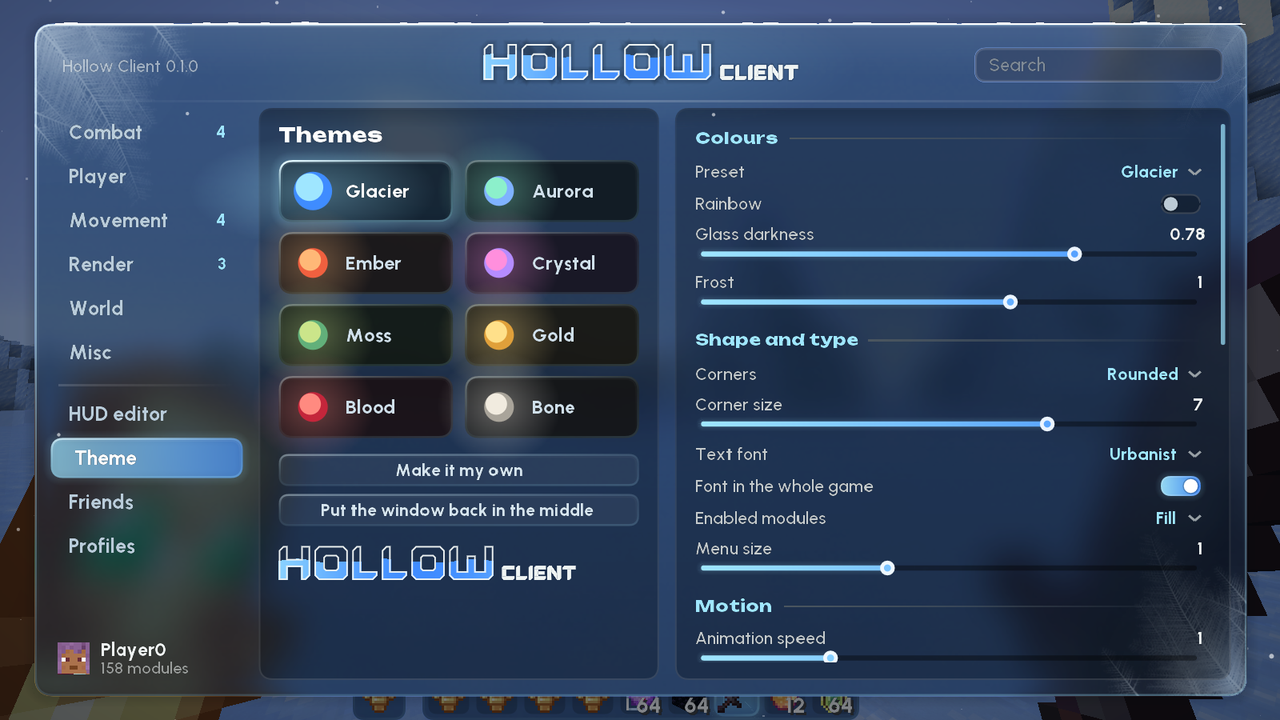 Hollow Client 0.1.0
HOLLOW CLIENT
Search
Combat 4
Player
Movement 4
Render 3
World
Misc
HUD editor
Theme
Friends
Profiles
Player0
158 modules
Themes
Glacier
Aurora
Ember
Crystal
Moss
Gold
Blood
Bone
Make it my own
Put the window back in the middle
HOLLOW CLIENT
Colours
Preset Glacier
Rainbow
Glass darkness 0.78
Frost 1
Shape and type
Corners Rounded
Corner size 7
Text font Urbanist
Font in the whole game
Enabled modules Fill
Menu size 1
Motion
Animation speed 1
64
64
12
64